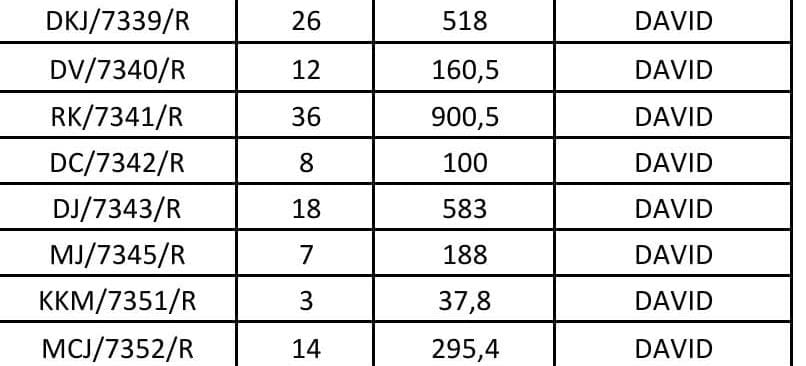 DKJ/7339/R 26 518 DAVID
DV/7340/R 12 160,5 DAVID
RK/7341/R 36 900,5 DAVID
DC/7342/R 8 100 DAVID
DJ/7343/R 18 583 DAVID
MJ/7345/R 7 188 DAVID
KKM/7351/R 3 37,8 DAVID
MCJ/7352/R 14 295,4 DAVID